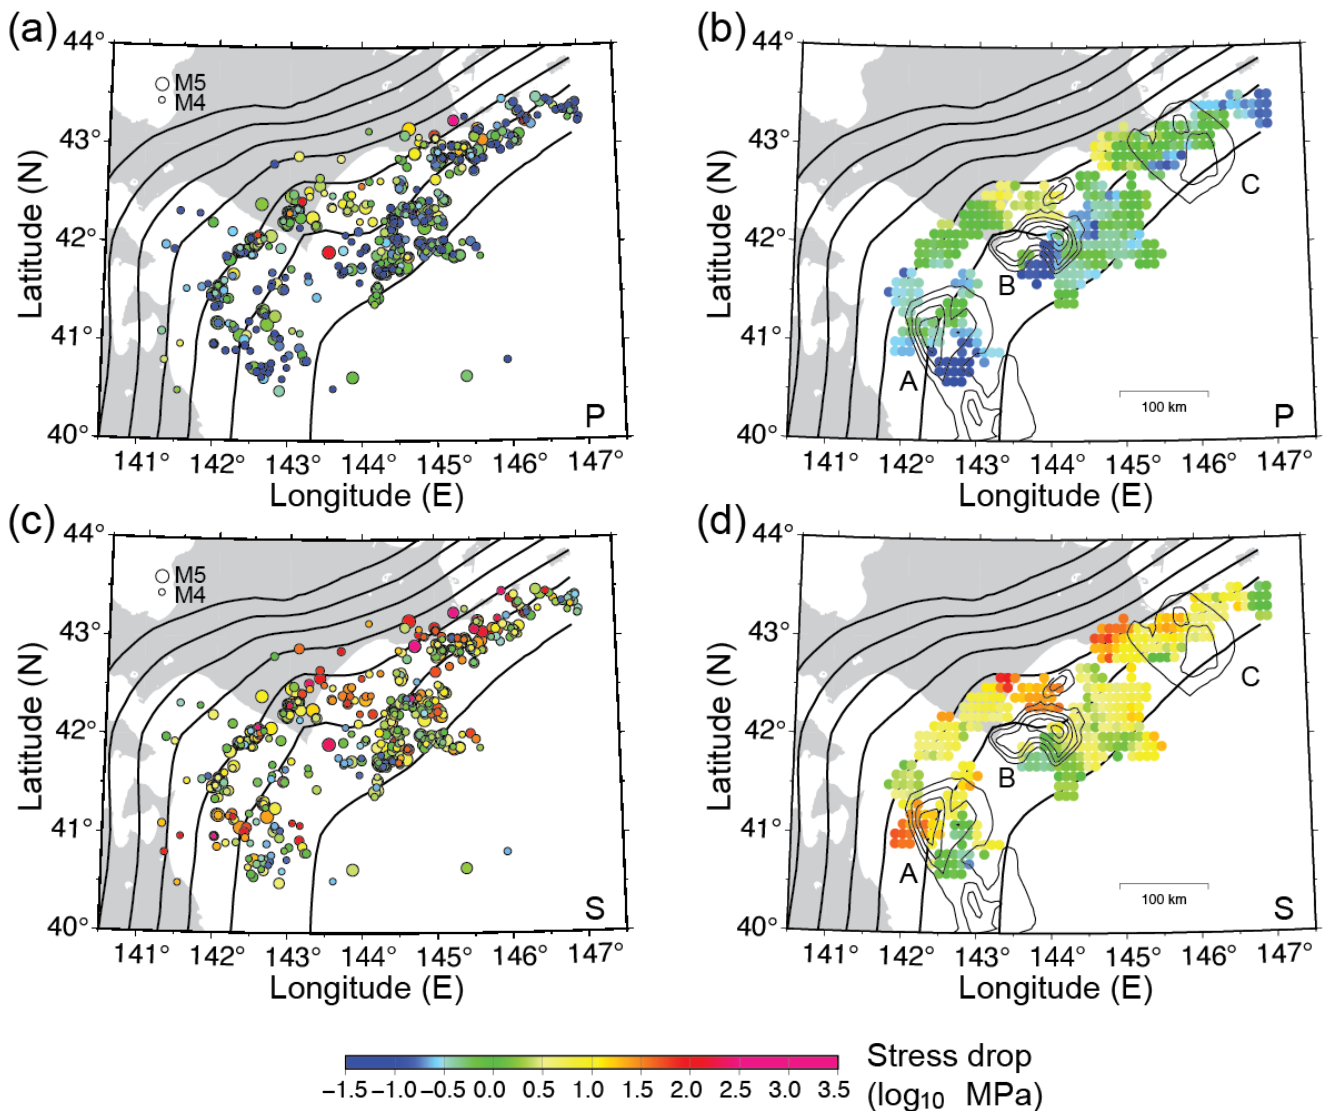 (a)
44°
43°
42°
41°
40°
Latitude (N)
M5
M4
P
141° 142° 143° 144° 145° 146° 147°
Longitude (E)
(b)
44°
43°
42°
41°
40°
Latitude (N)
A
B
C
100 km
P
141° 142° 143° 144° 145° 146° 147°
Longitude (E)
(c)
44°
43°
42°
41°
40°
Latitude (N)
M5
M4
S
141° 142° 143° 144° 145° 146° 147°
Longitude (E)
(d)
44°
43°
42°
41°
40°
Latitude (N)
A
B
C
100 km
S
141° 142° 143° 144° 145° 146° 147°
Longitude (E)
−1.5 −1.0 −0.5 0.0 0.5 1.0 1.5 2.0 2.5 3.0 3.5
Stress drop
(log₁₀ MPa)